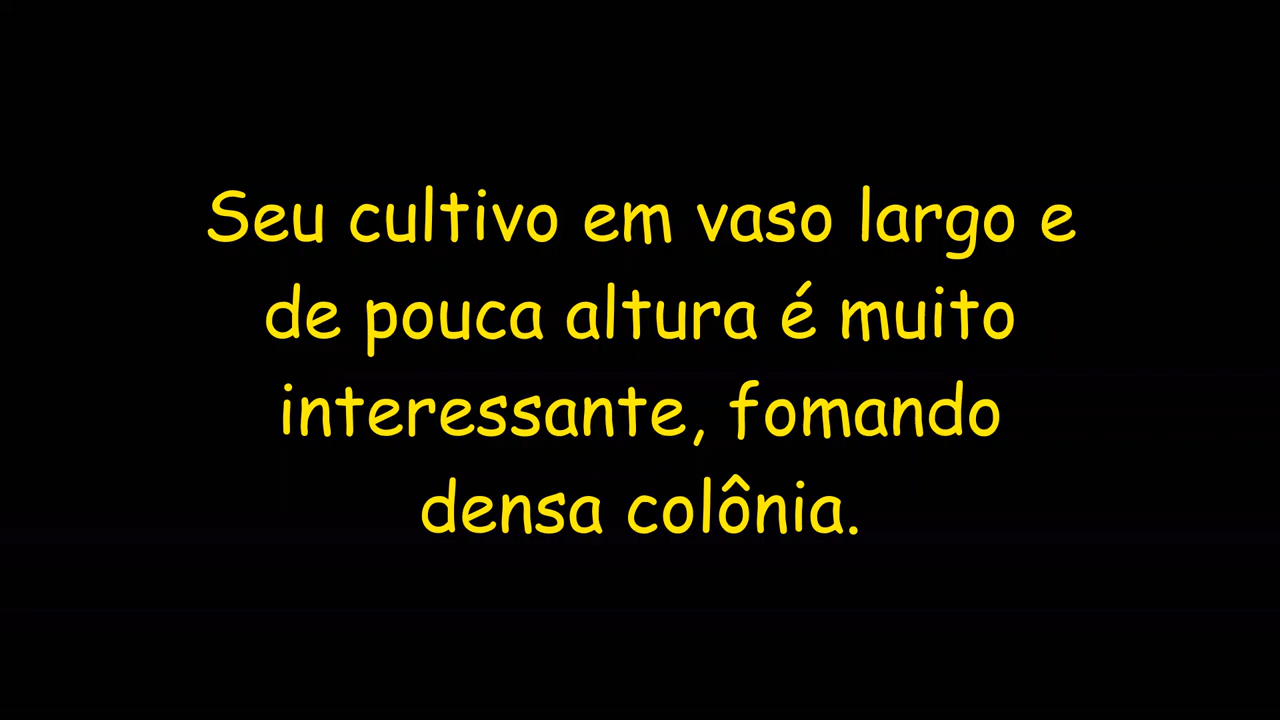 Seu cultivo em vaso largo e
de pouca altura é muito
interessante, fomando
densa colônia.